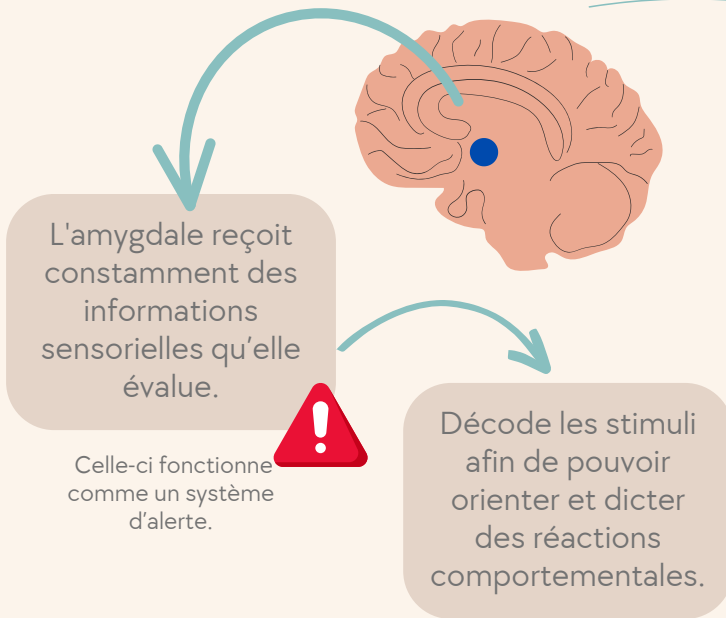 L'amygdale reçoit
constamment des
informations
sensorielles qu'elle
évalue.
Celle-ci fonctionne
comme un système
d'alerte.
Décode les stimuli
afin de pouvoir
orienter et dicter
des réactions
comportementales.